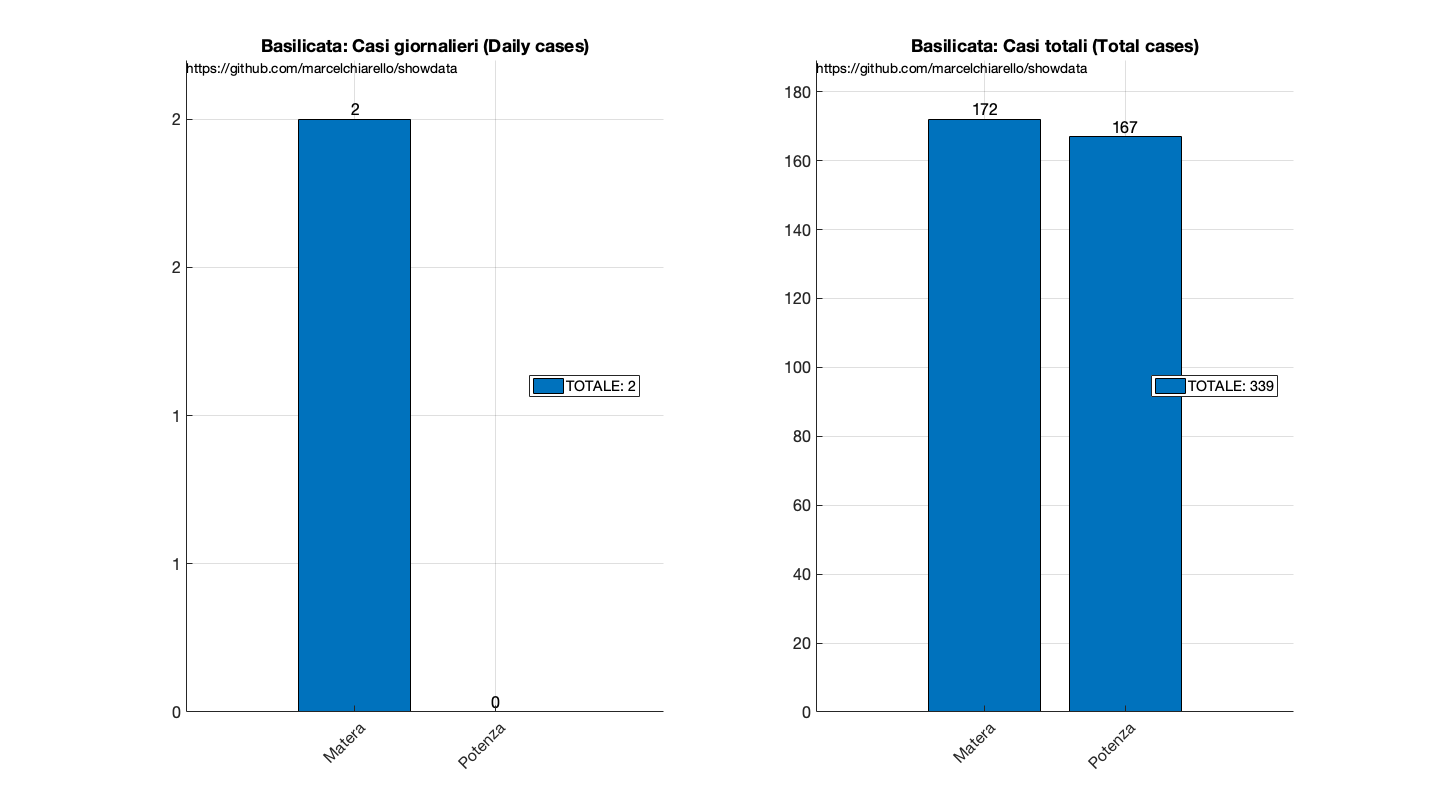 Basilicata: Casi giornalieri (Daily cases)
https://github.com/marcelchiarello/showdata
2
2
2
1
1
0
0
TOTALE: 2
Matera
Potenza
Basilicata: Casi totali (Total cases)
https://github.com/marcelchiarello/showdata
180
160
140
120
100
80
60
40
20
0
172
167
TOTALE: 339
Matera
Potenza